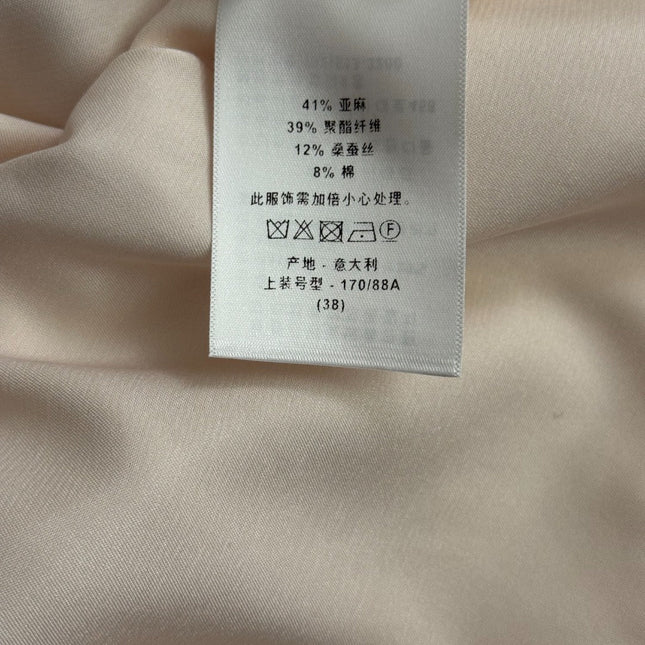 41% 亚麻
39% 聚酯纤维
12% 桑蚕丝
8% 棉
此服饰需加倍小心处理。
F
产地 - 意大利
上装号型 - 170/88A
(38)